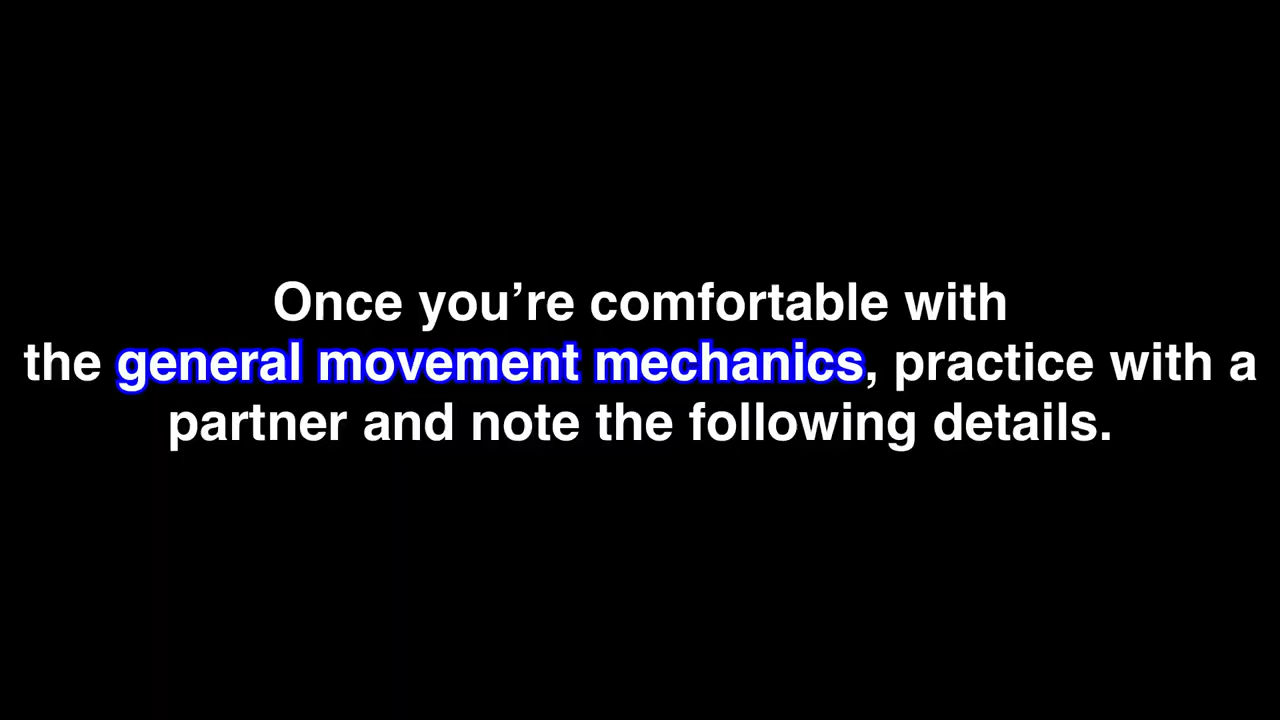 Once you’re comfortable with
the general movement mechanics, practice with a
partner and note the following details.